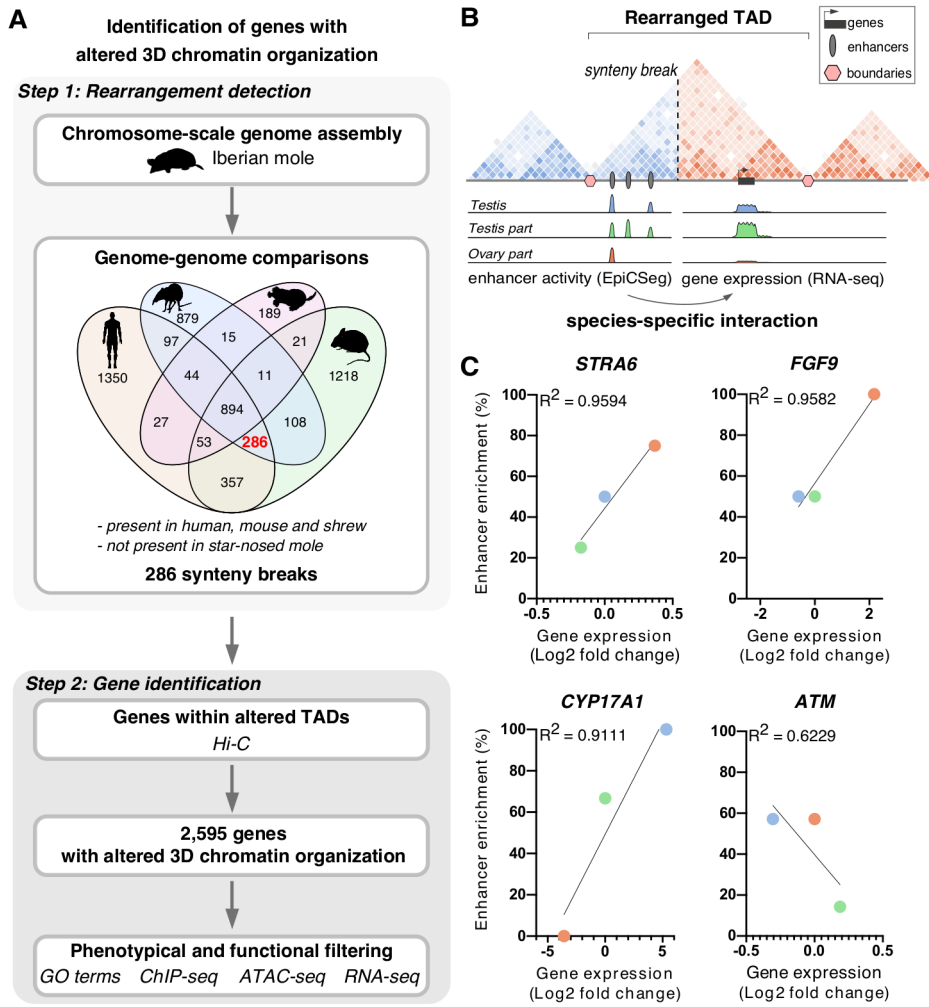 A
Identification of genes with
altered 3D chromatin organization
Step 1: Rearrangement detection
Chromosome-scale genome assembly
Iberian mole
Genome-genome comparisons
879
189
97
15
21
1350
44
11
1218
27
894
108
53
286
357
- present in human, mouse and shrew
- not present in star-nosed mole
286 synteny breaks
Step 2: Gene identification
Genes within altered TADs
Hi-C
2,595 genes
with altered 3D chromatin organization
Phenotypical and functional filtering
GO terms ChIP-seq ATAC-seq RNA-seq
B
Rearranged TAD
genes
enhancers
boundaries
synteny break
Testis
Testis part
Ovary part
enhancer activity (EpiCSeg) gene expression (RNA-seq)
species-specific interaction
C
STRA6
R2 = 0.9594
Enhancer enrichment (%)
100
80
60
40
20
0
-0.5 0.0 0.5
Gene expression
(Log2 fold change)
FGF9
R2 = 0.9582
100
80
60
40
20
0
-2 0 2
Gene expression
(Log2 fold change)
CYP17A1
R2 = 0.9111
Enhancer enrichment (%)
100
80
60
40
20
0
-5 0 5
Gene expression
(Log2 fold change)
ATM
R2 = 0.6229
100
80
60
40
20
0
-0.5 0.0 0.5
Gene expression
(Log2 fold change)